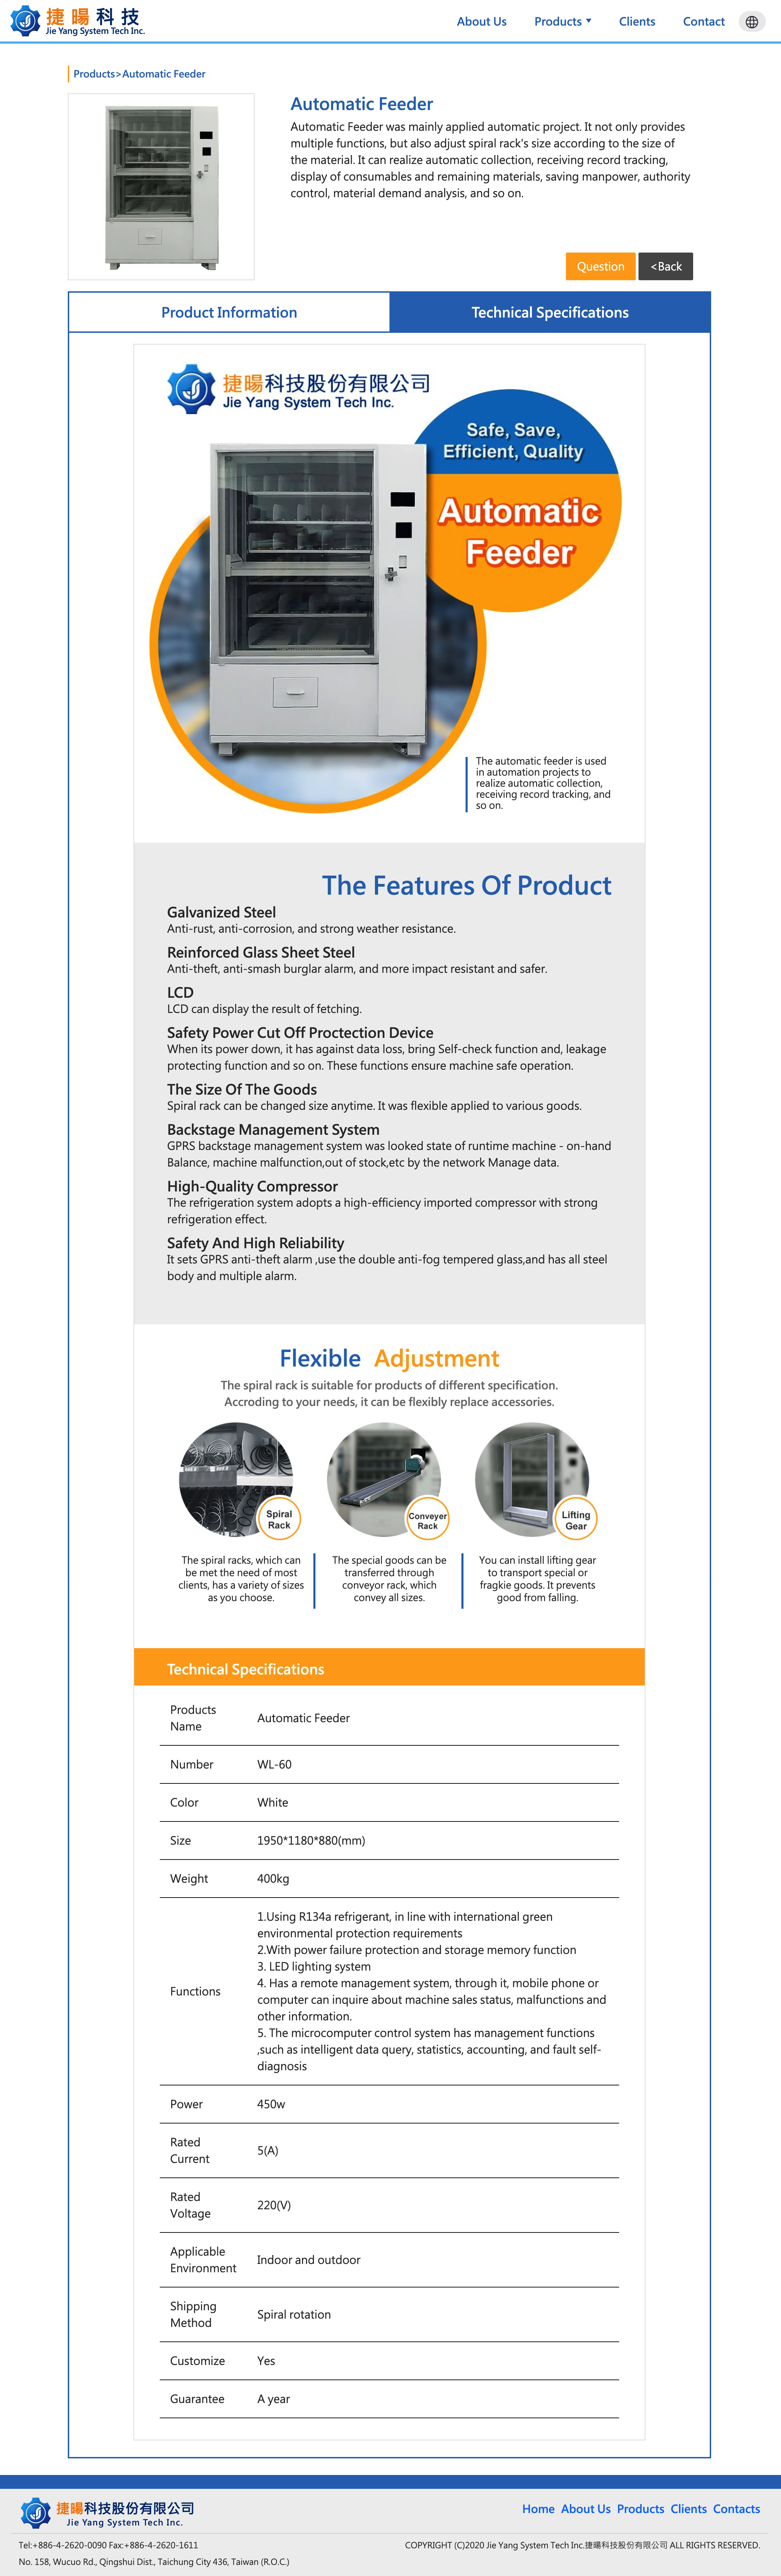 捷暘科技
Jie Yang System Tech Inc.
About Us Products Clients Contact
Products>Automatic Feeder
Automatic Feeder
Automatic Feeder was mainly applied automatic project. It not only provides
multiple functions, but also adjust spiral rack's size according to the size of
the material. It can realize automatic collection, receiving record tracking,
display of consumables and remaining materials, saving manpower, authority
control, material demand analysis, and so on.
Question
<Back
Product Information
Technical Specifications
捷暘科技股份有限公司
Jie Yang System Tech Inc.
Safe, Save,
Efficient, Quality
Automatic
Feeder
The automatic feeder is used
in automation projects to
realize automatic collection,
receiving record tracking, and
so on.
The Features Of Product
Galvanized Steel
Anti-rust, anti-corrosion, and strong weather resistance.
Reinforced Glass Sheet Steel
Anti-theft, anti-smash burglar alarm, and more impact resistant and safer.
LCD
LCD can display the result of fetching.
Safety Power Cut Off Proctection Device
When its power down, it has against data loss, bring Self-check function and, leakage
protecting function and so on. These functions ensure machine safe operation.
The Size Of The Goods
Spiral rack can be changed size anytime. It was flexible applied to various goods.
Backstage Management System
GPRS backstage management system was looked state of runtime machine - on-hand
Balance, machine malfunction,out of stock,etc by the network Manage data.
High-Quality Compressor
The refrigeration system adopts a high-efficiency imported compressor with strong
refrigeration effect.
Safety And High Reliability
It sets GPRS anti-theft alarm ,use the double anti-fog tempered glass,and has all steel
body and multiple alarm.
Flexible Adjustment
The spiral rack is suitable for products of different specification.
Accroding to your needs, it can be flexibly replace accessories.
Spiral
Rack
Conveyer
Rack
Lifting
Gear
The spiral racks, which can
be met the need of most
clients, has a variety of sizes
as you choose.
The special goods can be
transferred through
conveyor rack, which
convey all sizes.
You can install lifting gear
to transport special or
fragkie goods. It prevents
good from falling.
Technical Specifications
Products
Name
Automatic Feeder
Number WL-60
Color White
Size 1950*1180*880(mm)
Weight 400kg
Functions
1.Using R134a refrigerant, in line with international green
environmental protection requirements
2.With power failure protection and storage memory function
3. LED lighting system
4. Has a remote management system, through it, mobile phone or
computer can inquire about machine sales status, malfunctions and
other information.
5. The microcomputer control system has management functions
,such as intelligent data query, statistics, accounting, and fault self-
diagnosis
Power 450w
Rated
Current
5(A)
Rated
Voltage
220(V)
Applicable
Environment
Indoor and outdoor
Shipping
Method
Spiral rotation
Customize Yes
Guarantee A year
捷暘科技股份有限公司
Jie Yang System Tech Inc.
Home About Us Products Clients Contacts
Tel:+886-4-2620-0090 Fax:+886-4-2620-1611
COPYRIGHT (C)2020 Jie Yang System Tech Inc.捷暘科技股份有限公司 ALL RIGHTS RESERVED.
No. 158, Wucuo Rd., Qingshui Dist., Taichung City 436, Taiwan (R.O.C.)